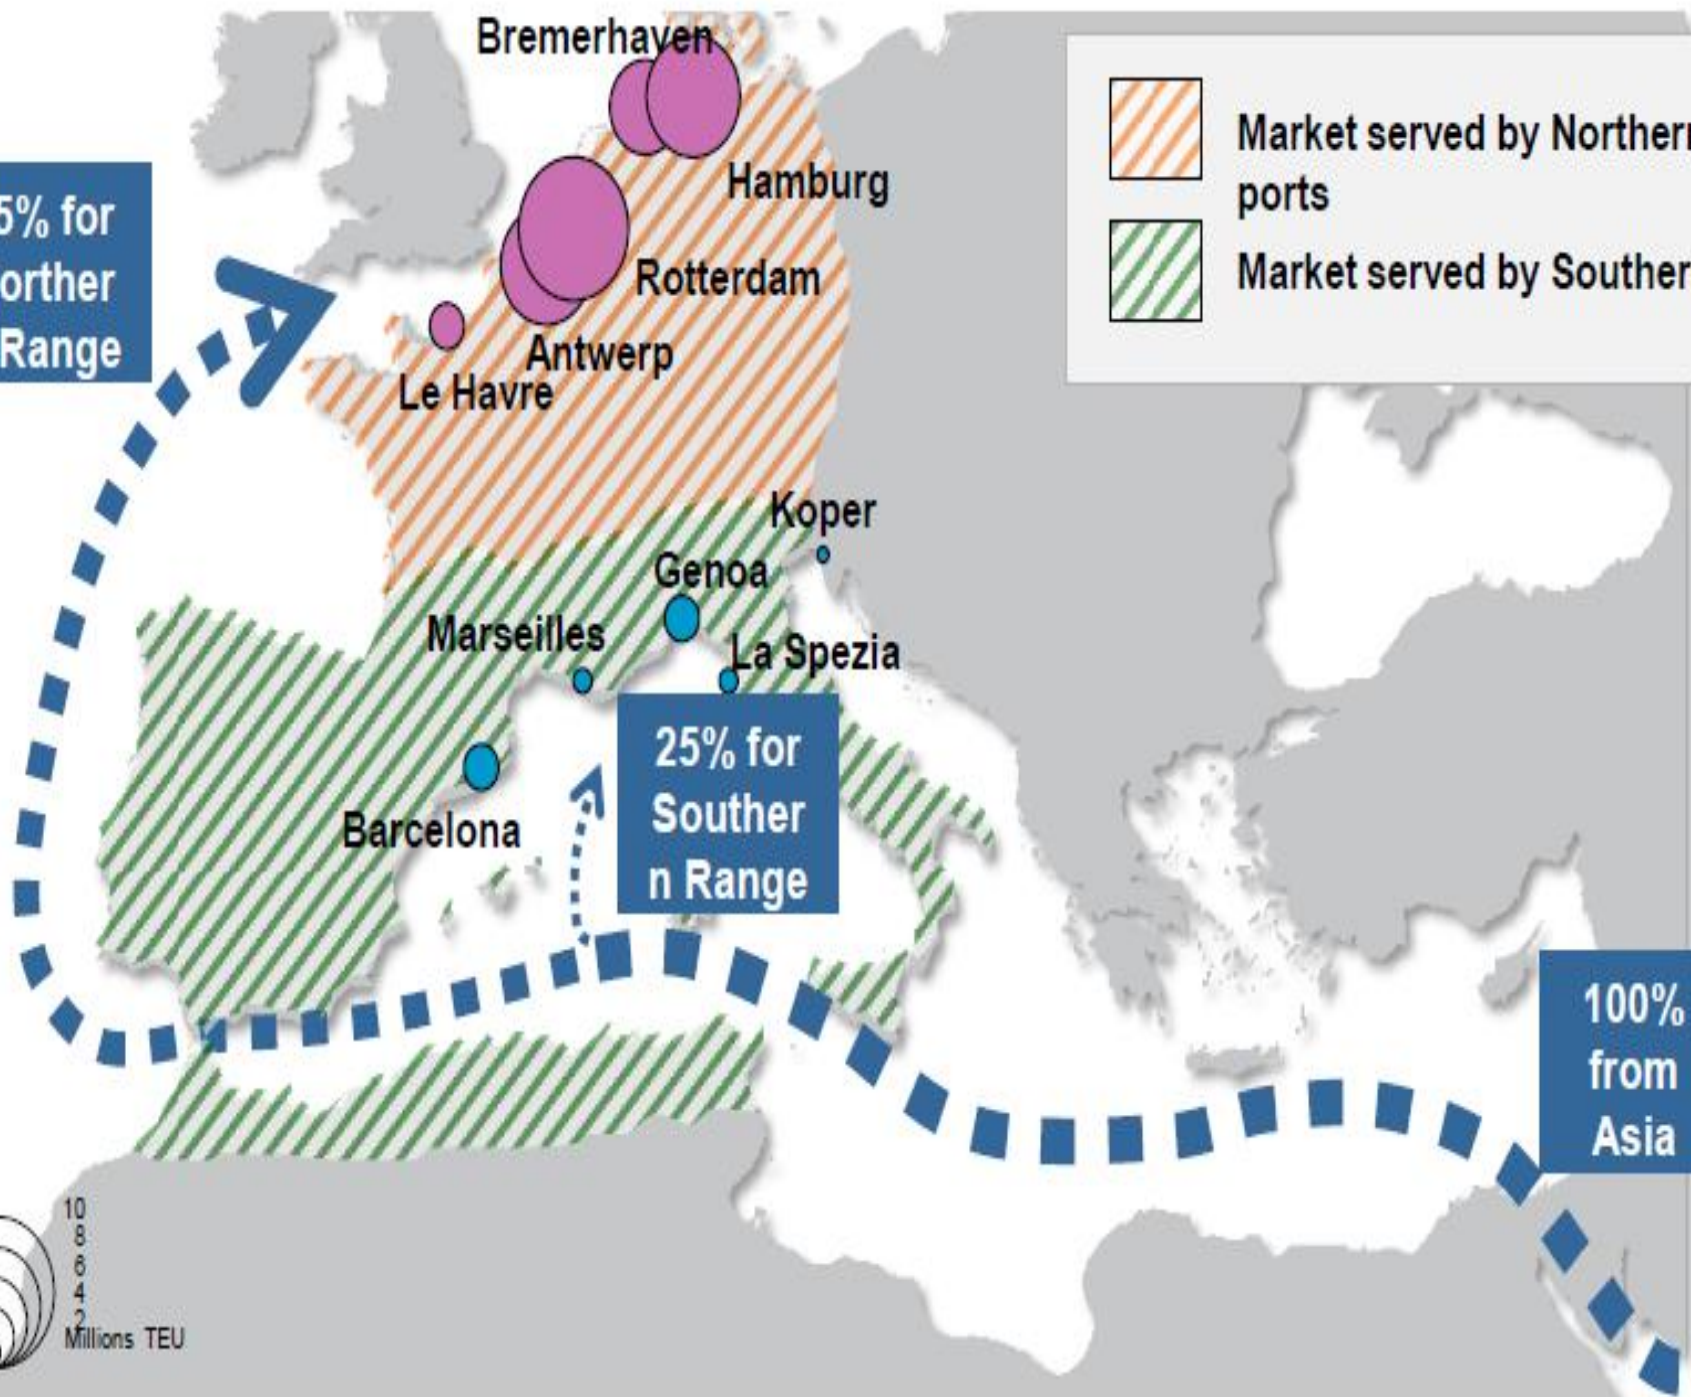 Bremerhaven
Market served by Northern
ports
Hamburg
5% for
orther
Range
Market served by Souther
Rotterdam
Antwerp
Le Havre
Koper
Genoa
Marseilles
La Spezia
25% for
Souther
n Range
Barcelona
100%
from
Asia
10
8
6
4
2
Millions TEU